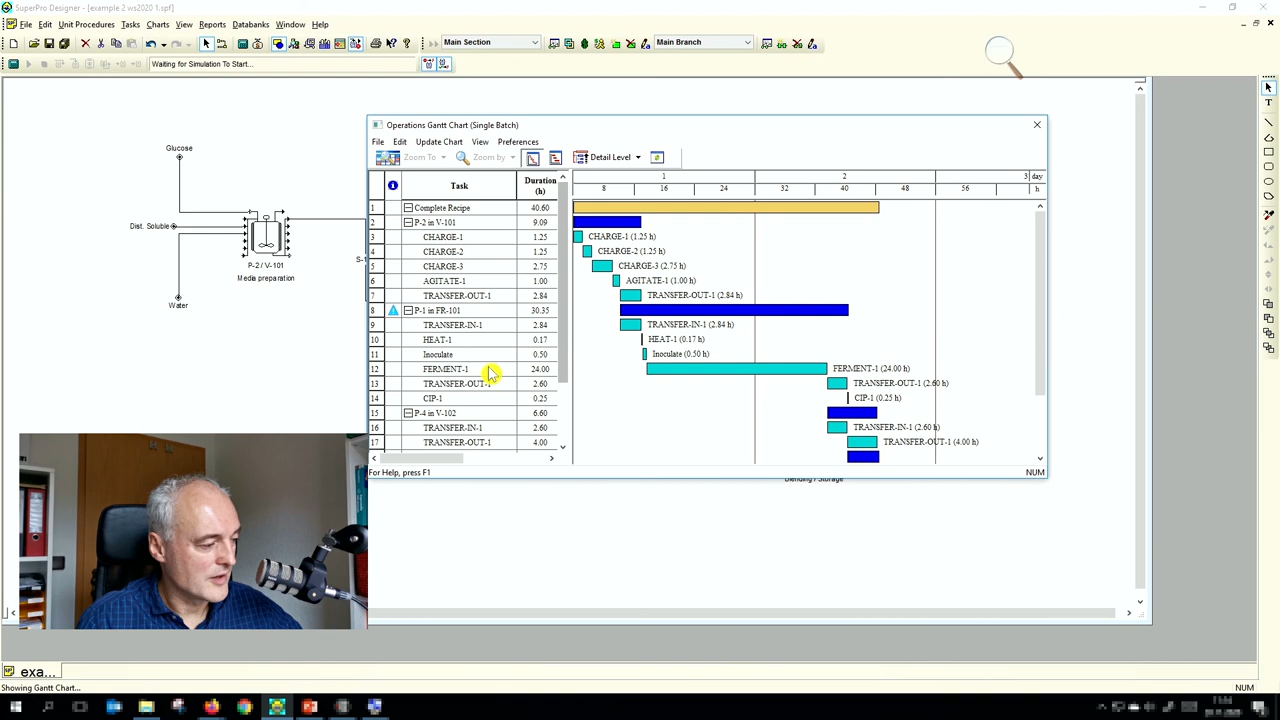 SuperPro Designer - [example 2 ws2020 1.spf]
File Edit Unit Procedures Tasks Charts View Reports Databanks Window Help
Main Section Main Branch
Waiting for Simulation To Start...
Glucose
Dist. Soluble
P-2 / V-101
Media preparation
S-1
Water
Operations Gantt Chart (Single Batch)
File Edit Update Chart View Preferences
Zoom To Zoom by Detail Level
Task Duration (h)
1 2 3 day
8 16 24 32 40 48 56 h
1 Complete Recipe 40.60
2 P-2 in V-101 9.09
3 CHARGE-1 1.25 CHARGE-1 (1.25 h)
4 CHARGE-2 1.25 CHARGE-2 (1.25 h)
5 CHARGE-3 2.75 CHARGE-3 (2.75 h)
6 AGITATE-1 1.00 AGITATE-1 (1.00 h)
7 TRANSFER-OUT-1 2.84 TRANSFER-OUT-1 (2.84 h)
8 P-1 in FR-101 30.35
9 TRANSFER-IN-1 2.84 TRANSFER-IN-1 (2.84 h)
10 HEAT-1 0.17 HEAT-1 (0.17 h)
11 Inoculate 0.50 Inoculate (0.50 h)
12 FERMENT-1 24.00 FERMENT-1 (24.00 h)
13 TRANSFER-OUT-1 2.60 TRANSFER-OUT-1 (2.60 h)
14 CIP-1 0.25 CIP-1 (0.25 h)
15 P-4 in V-102 6.60
16 TRANSFER-IN-1 2.60 TRANSFER-IN-1 (2.60 h)
17 TRANSFER-OUT-1 4.00 TRANSFER-OUT-1 (4.00 h)
For Help, press F1 NUM
Blending / Storage
exa...
Showing Gantt Chart... NUM